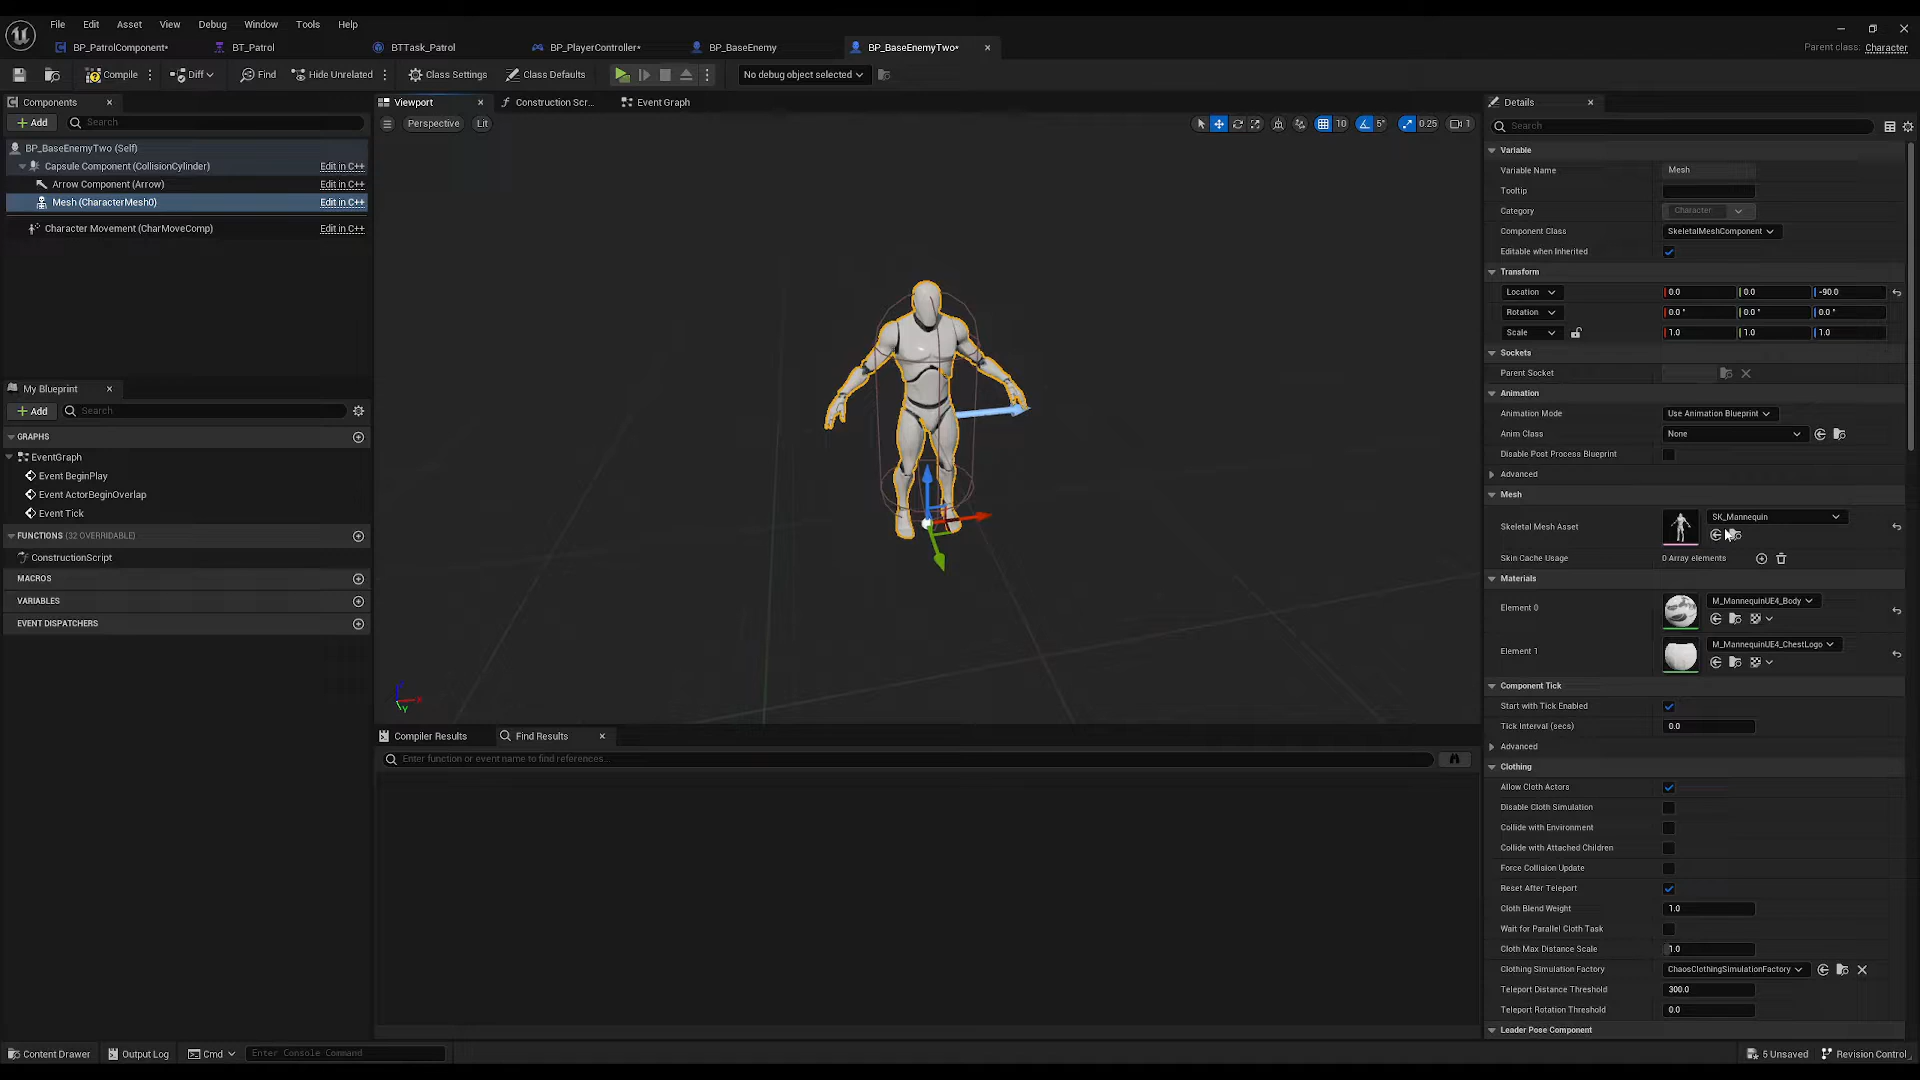 File Edit Asset View Debug Window Tools Help
BP_PatrolComponent* BT_Patrol BTTask_Patrol BP_PlayerController* BP_BaseEnemy BP_BaseEnemyTwo*
Parent class: Character
Compile Diff Find Hide Unrelated Class Settings Class Defaults No debug object selected
Components
Add Search
BP_BaseEnemyTwo (Self)
Capsule Component (CollisionCylinder) Edit in C++
Arrow Component (Arrow) Edit in C++
Mesh (CharacterMesh0) Edit in C++
Character Movement (CharMoveComp) Edit in C++
My Blueprint
Add Search
GRAPHS
EventGraph
Event BeginPlay
Event ActorBeginOverlap
Event Tick
FUNCTIONS (32 OVERRIDABLE)
ConstructionScript
MACROS
VARIABLES
EVENT DISPATCHERS
Viewport Construction Scr... Event Graph
Perspective Lit 10 5° 0.25 1
Z X Y
Compiler Results Find Results
Enter function or event name to find references...
Details
Search
Variable
Variable Name Mesh
Tooltip
Category Character
Component Class SkeletalMeshComponent
Editable when Inherited
Transform
Location 0.0 0.0 -90.0
Rotation 0.0 ° 0.0 ° 0.0 °
Scale 1.0 1.0 1.0
Sockets
Parent Socket
Animation
Animation Mode Use Animation Blueprint
Anim Class None
Disable Post Process Blueprint
Advanced
Mesh
Skeletal Mesh Asset SK_Mannequin
Skin Cache Usage 0 Array elements
Materials
Element 0 M_MannequinUE4_Body
Element 1 M_MannequinUE4_ChestLogo
Component Tick
Start with Tick Enabled
Tick Interval (secs) 0.0
Advanced
Clothing
Allow Cloth Actors
Disable Cloth Simulation
Collide with Environment
Collide with Attached Children
Force Collision Update
Reset After Teleport
Cloth Blend Weight 1.0
Wait for Parallel Cloth Task
Cloth Max Distance Scale 1.0
Clothing Simulation Factory ChaosClothingSimulationFactory
Teleport Distance Threshold 300.0
Teleport Rotation Threshold 0.0
Leader Pose Component
Content Drawer Output Log Cmd Enter Console Command 5 Unsaved Revision Control